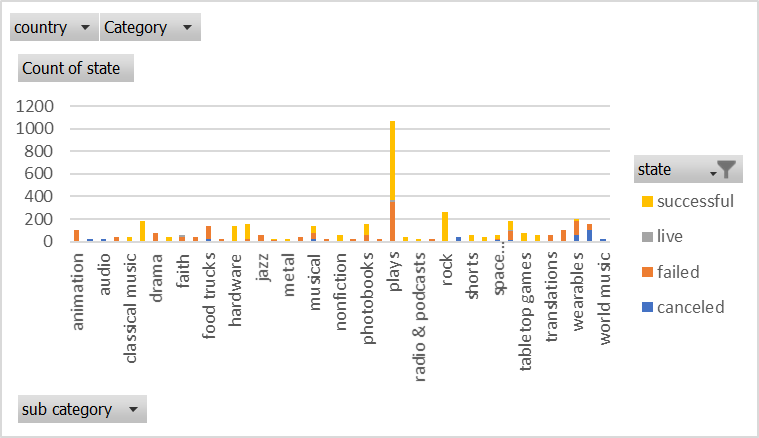 country Category
Count of state
1200
1000
800
600
400
200
0
animation
audio
classical music
drama
faith
food trucks
hardware
jazz
metal
musical
nonfiction
photobooks
plays
radio & podcasts
rock
shorts
space…
tabletop games
translations
wearables
world music
state
successful
live
failed
canceled
sub category